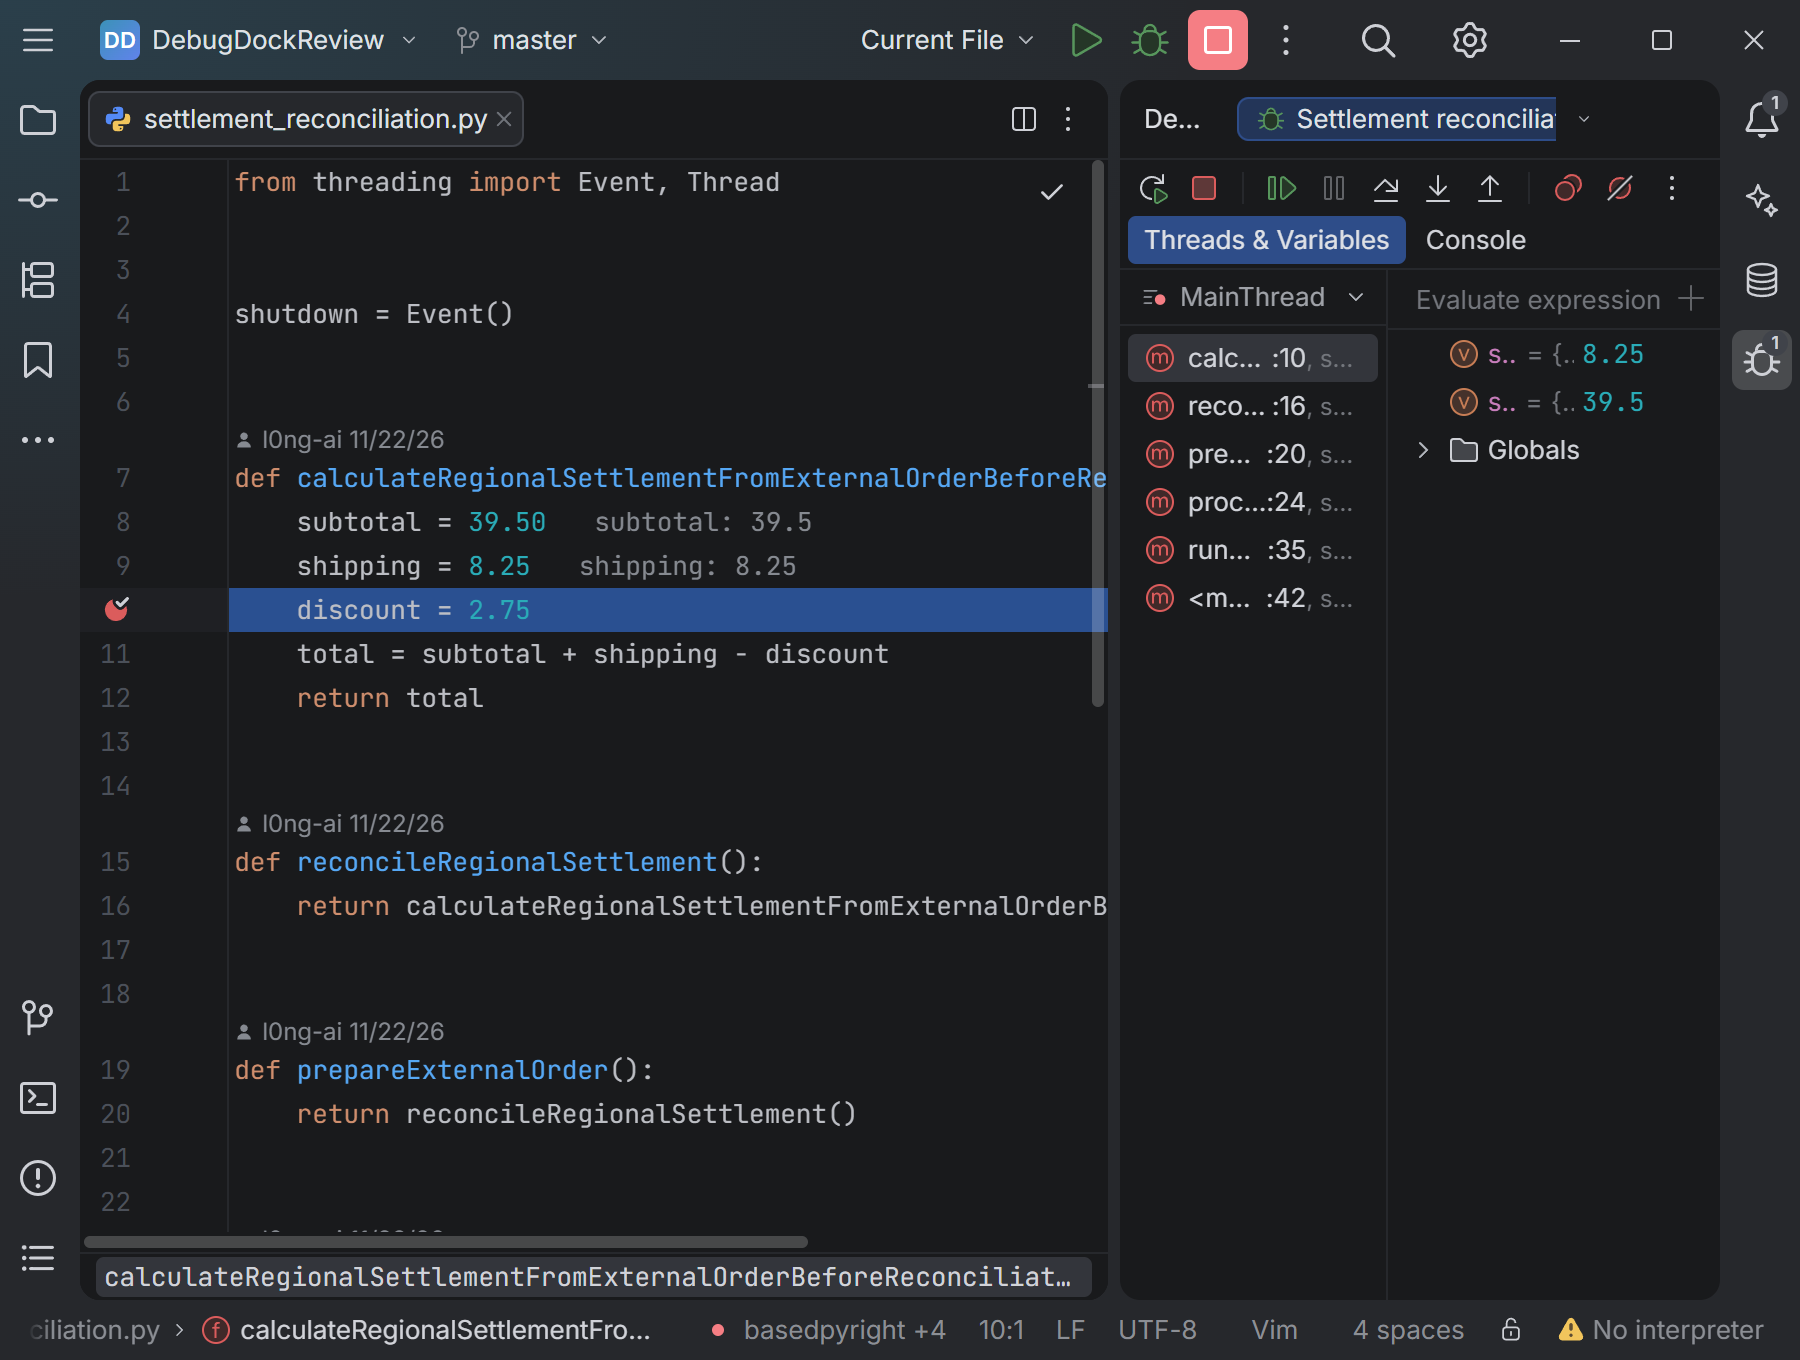 DD DebugDockReview master Current File
settlement_reconciliation.py
1 from threading import Event, Thread
2
3
4 shutdown = Event()
5
6
l0ng-ai 11/22/26
7 def calculateRegionalSettlementFromExternalOrderBeforeRe
8 subtotal = 39.50 subtotal: 39.5
9 shipping = 8.25 shipping: 8.25
discount = 2.75
11 total = subtotal + shipping - discount
12 return total
13
14
l0ng-ai 11/22/26
15 def reconcileRegionalSettlement():
16 return calculateRegionalSettlementFromExternalOrderB
17
18
l0ng-ai 11/22/26
19 def prepareExternalOrder():
20 return reconcileRegionalSettlement()
21
22
calculateRegionalSettlementFromExternalOrderBeforeReconciliat…
De... Settlement reconcilia
Threads & Variables Console
MainThread
calc... :10, s...
reco... :16, s...
pre... :20, s...
proc...:24, s...
run... :35, s...
<m... :42, s...
Evaluate expression
s.. = {.. 8.25
s.. = {.. 39.5
Globals
1
1
ciliation.py › calculateRegionalSettlementFro... basedpyright +4 10:1 LF UTF-8 Vim 4 spaces No interpreter